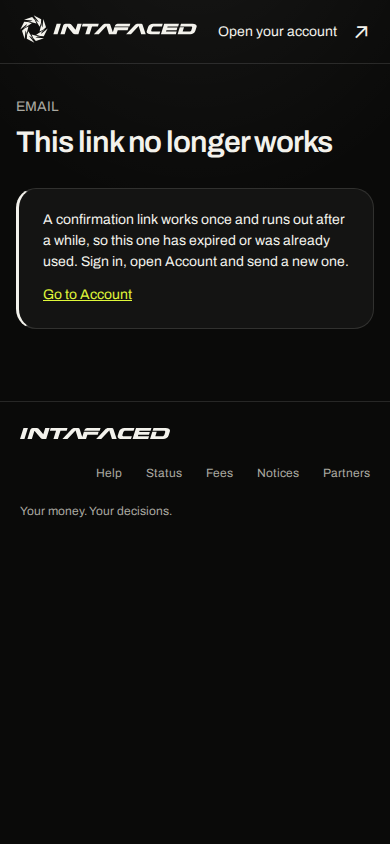 INTAFACED
Open your account
EMAIL
This link no longer works
A confirmation link works once and runs out after
a while, so this one has expired or was already
used. Sign in, open Account and send a new one.
Go to Account
INTAFACED
Help Status Fees Notices Partners
Your money. Your decisions.